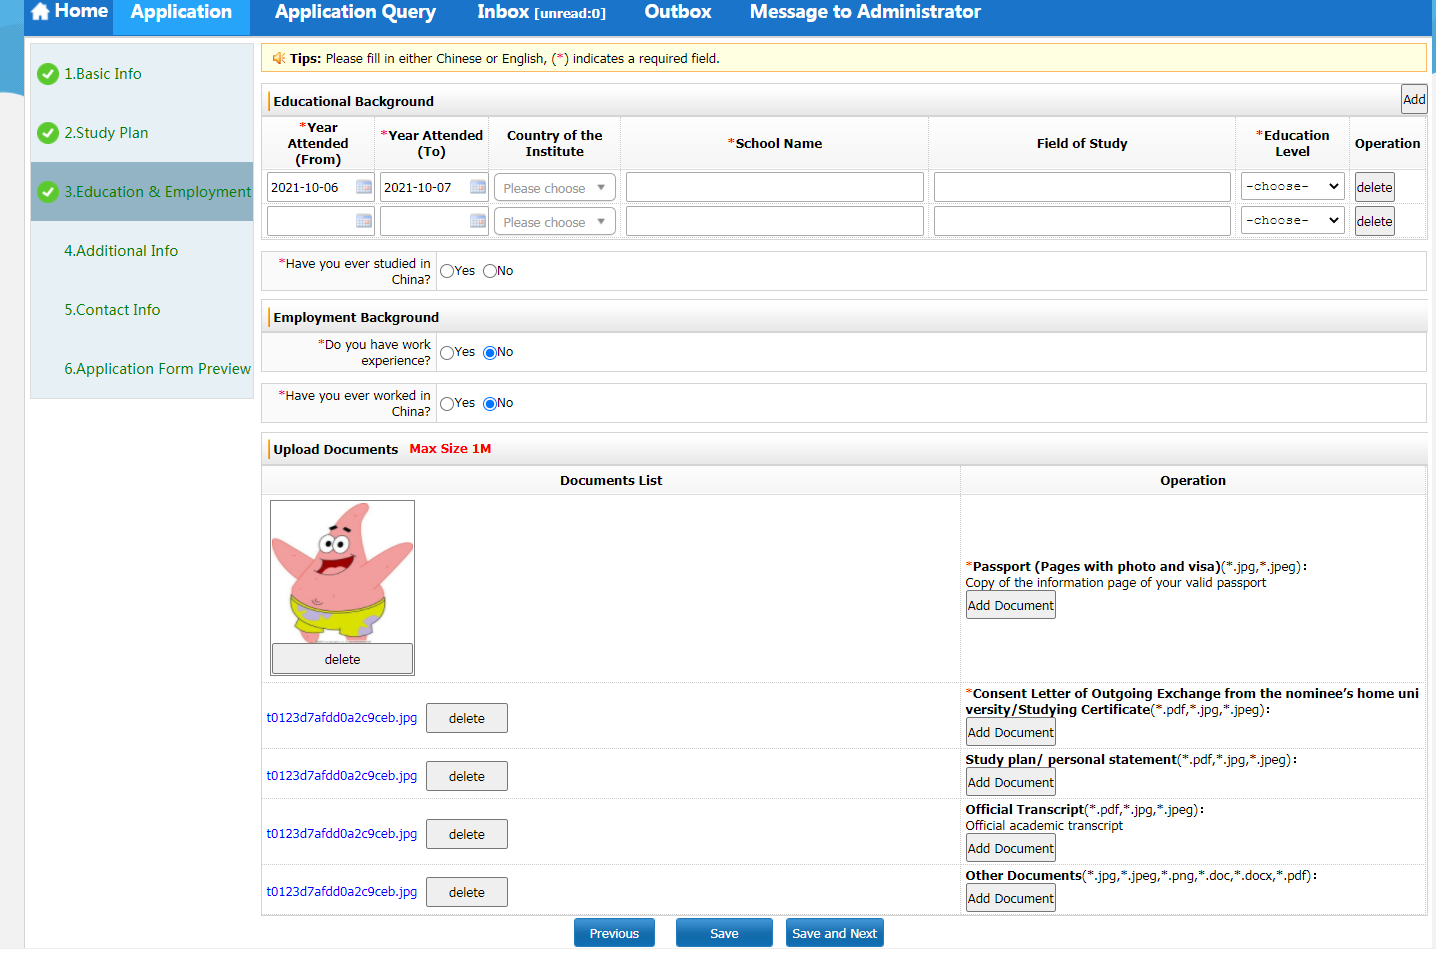 Home Application Application Query Inbox [unread:0] Outbox Message to Administrator
1.Basic Info
2.Study Plan
3.Education & Employment
4.Additional Info
5.Contact Info
6.Application Form Preview
Tips: Please fill in either Chinese or English, (*) indicates a required field.
Educational Background
Add
*Year Attended (From)
*Year Attended (To)
Country of the Institute
*School Name
Field of Study
*Education Level
Operation
2021-10-06 2021-10-07 Please choose -choose- delete
Please choose -choose- delete
*Have you ever studied in China?
Yes No
Employment Background
*Do you have work experience?
Yes No
*Have you ever worked in China?
Yes No
Upload Documents Max Size 1M
Documents List Operation
delete
*Passport (Pages with photo and visa)(*.jpg,*.jpeg):
Copy of the information page of your valid passport
Add Document
t0123d7afdd0a2c9ceb.jpg delete
*Consent Letter of Outgoing Exchange from the nominee’s home uni
versity/Studying Certificate(*.pdf,*.jpg,*.jpeg):
Add Document
t0123d7afdd0a2c9ceb.jpg delete
Study plan/ personal statement(*.pdf,*.jpg,*.jpeg):
Add Document
t0123d7afdd0a2c9ceb.jpg delete
Official Transcript(*.pdf,*.jpg,*.jpeg):
Official academic transcript
Add Document
t0123d7afdd0a2c9ceb.jpg delete
Other Documents(*.jpg,*.jpeg,*.png,*.doc,*.docx,*.pdf):
Add Document
Previous Save Save and Next